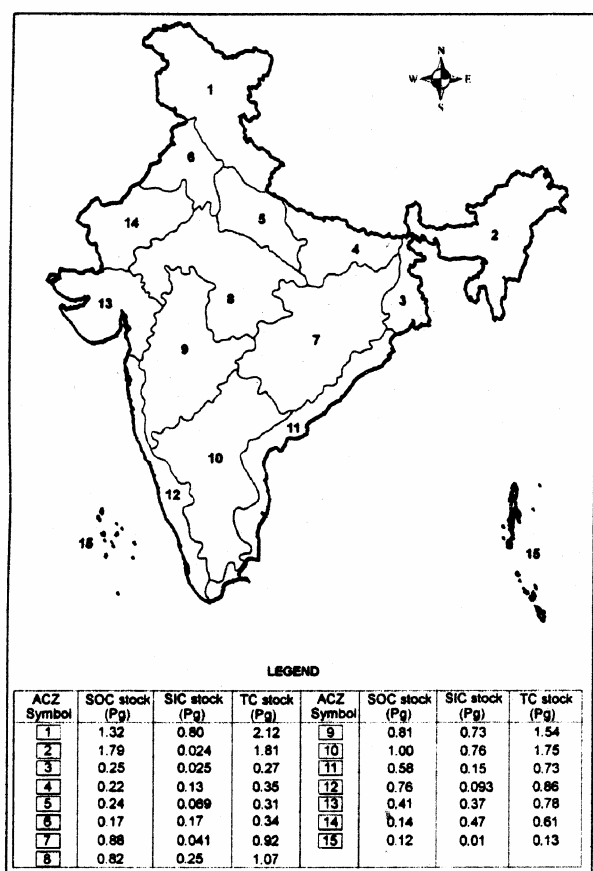 N
W E
S
1
6
14
5
4
2
13
8
3
9
7
11
10
12
15
15
LEGEND
ACZ Symbol SOC stock (Pg) SIC stock (Pg) TC stock (Pg) ACZ Symbol SOC stock (Pg) SIC stock (Pg) TC stock (Pg)
1 1.32 0.80 2.12 9 0.81 0.73 1.54
2 1.79 0.024 1.81 10 1.00 0.76 1.75
3 0.25 0.025 0.27 11 0.58 0.15 0.73
4 0.22 0.13 0.35 12 0.76 0.093 0.86
5 0.24 0.069 0.31 13 0.41 0.37 0.78
6 0.17 0.17 0.34 14 0.14 0.47 0.61
7 0.88 0.041 0.92 15 0.12 0.01 0.13
8 0.82 0.25 1.07